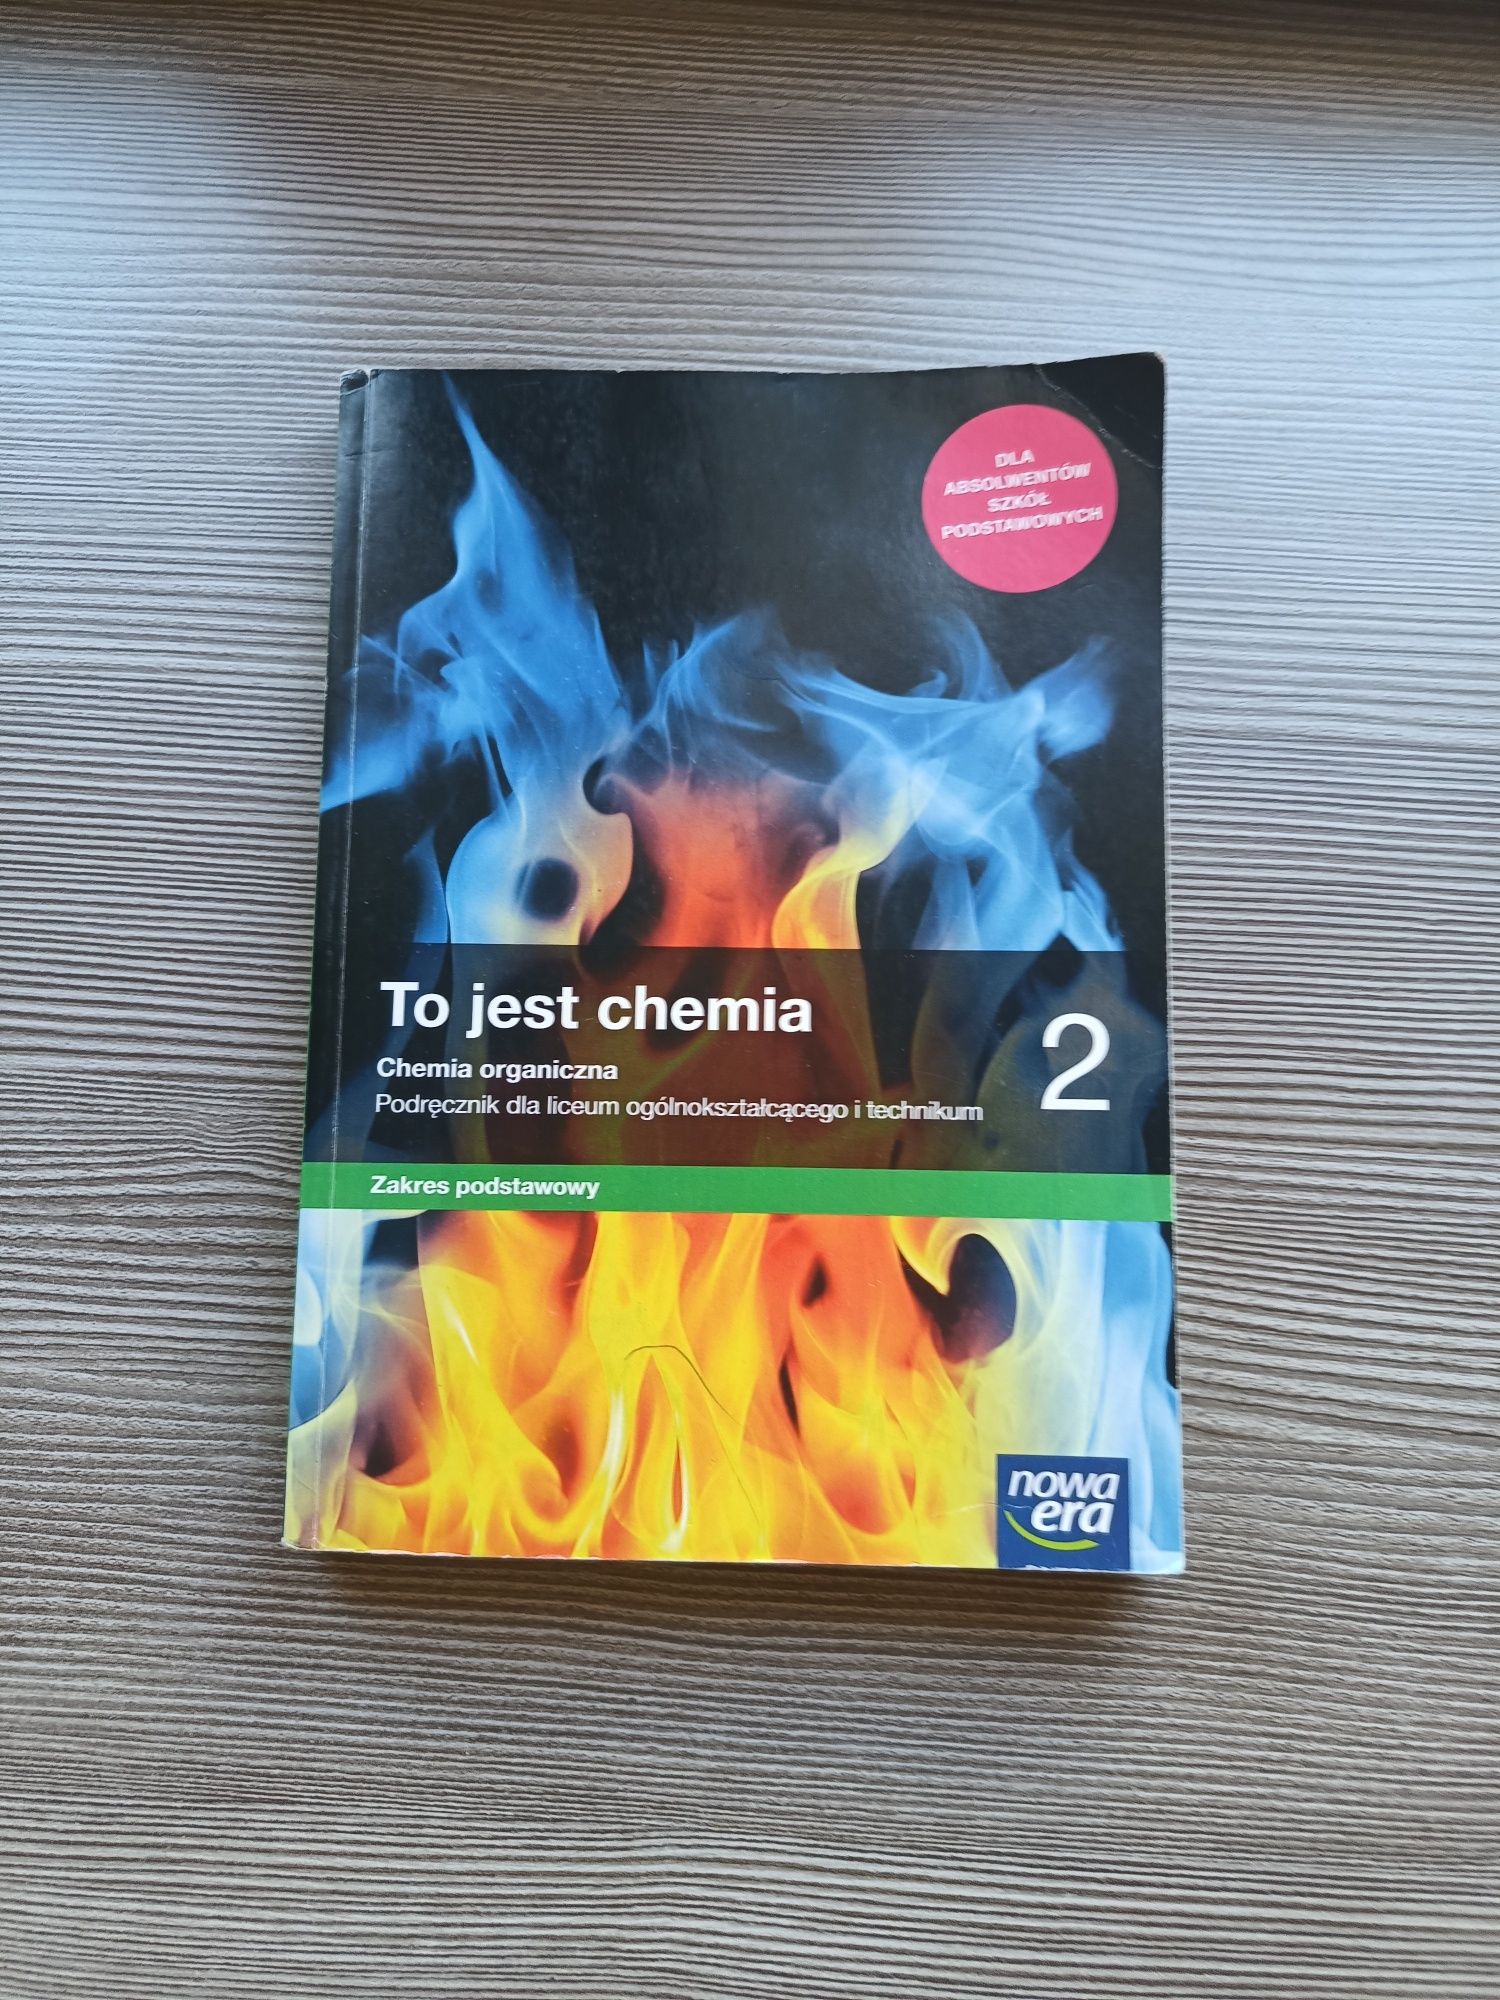 DLA
ABSOLWENTÓW
SZKÓŁ
PODSTAWOWYCH
To jest chemia
2
Chemia organiczna
Podręcznik dla liceum ogólnokształcącego i technikum
Zakres podstawowy
nowa
era